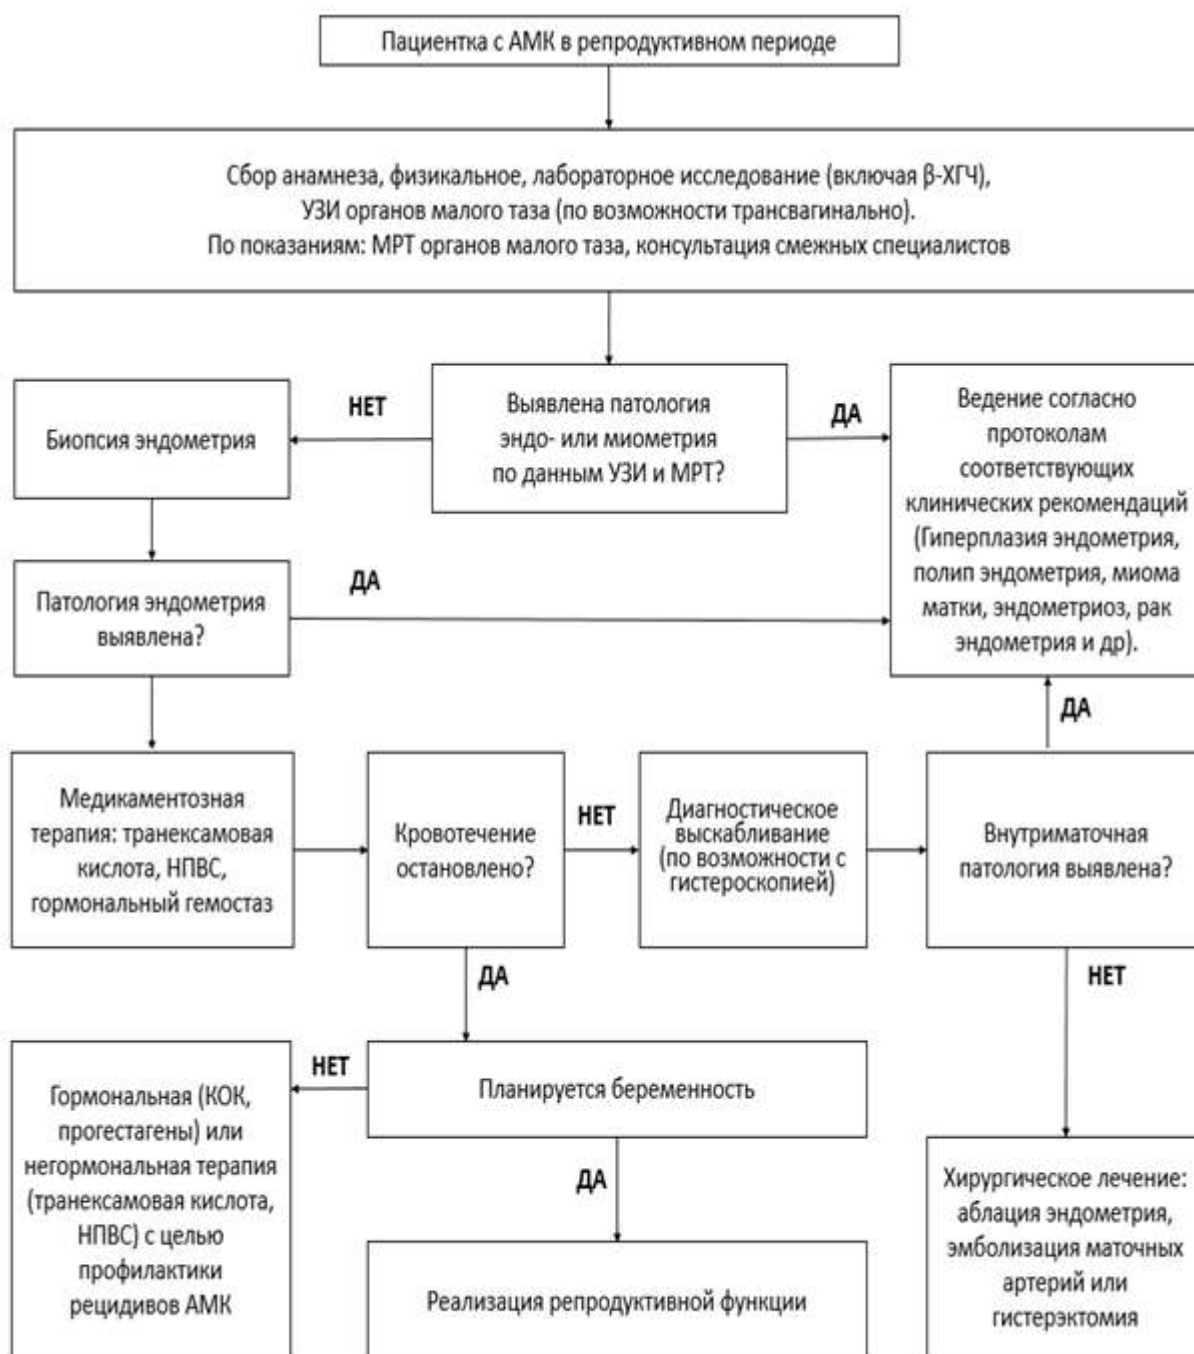 Пациентка с АМК в репродуктивном периоде
Сбор анамнеза, физикальное, лабораторное исследование (включая β-ХГЧ),
УЗИ органов малого таза (по возможности трансвагинально).
По показаниям: МРТ органов малого таза, консультация смежных специалистов
Биопсия эндометрия
НЕТ
Выявлена патология
эндо- или миометрия
по данным УЗИ и МРТ?
ДА
Ведение согласно
протоколам
соответствующих
клинических рекомендаций
(Гиперплазия эндометрия,
полип эндометрия, миома
матки, эндометриоз, рак
эндометрия и др).
Патология эндометрия
выявлена?
ДА
ДА
Медикаментозная
терапия: транексамовая
кислота, НПВС,
гормональный гемостаз
Кровотечение
остановлено?
НЕТ
Диагностическое
выскабливание
(по возможности с
гистероскопией)
Внутриматочная
патология выявлена?
ДА
НЕТ
Гормональная (КОК,
прогестагены) или
негормональная терапия
(транексамовая кислота,
НПВС) с целью
профилактики
рецидивов АМК
НЕТ
Планируется беременность
ДА
Реализация репродуктивной функции
Хирургическое лечение:
аблация эндометрия,
эмболизация маточных
артерий или
гистерэктомия